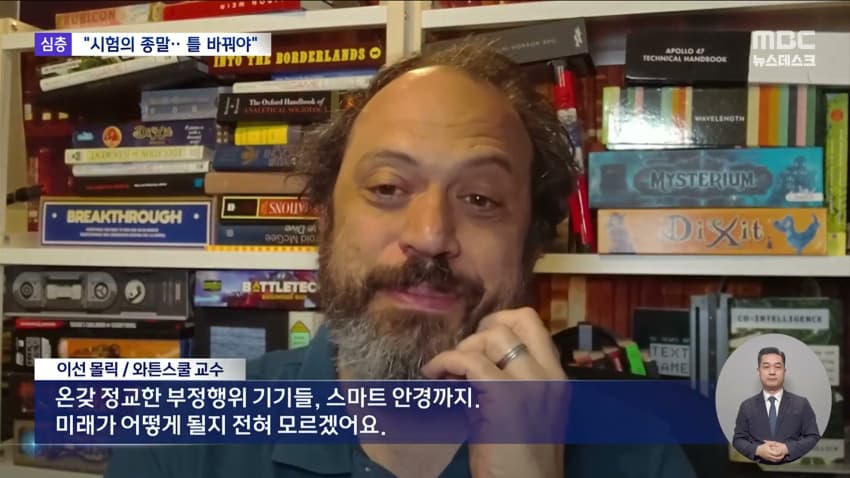 심층 "시험의 종말‥ 틀 바꿔야"
MBC
뉴스데스크
RUBICON
INTO THE BORDERLANDS
The Oxford Handbook of
ANALYTICAL SOCIOLOGY
DiXit
BREAKTHROUGH
BATTLETECH
APOLLO 47
TECHNICAL HANDBOOK
WAVELENGTH
MYSTERIUM
DiXit
CO-INTELLIGENCE
TEXT
GAME
이선 몰릭 / 와튼스쿨 교수
온갖 정교한 부정행위 기기들, 스마트 안경까지.
미래가 어떻게 될지 전혀 모르겠어요.